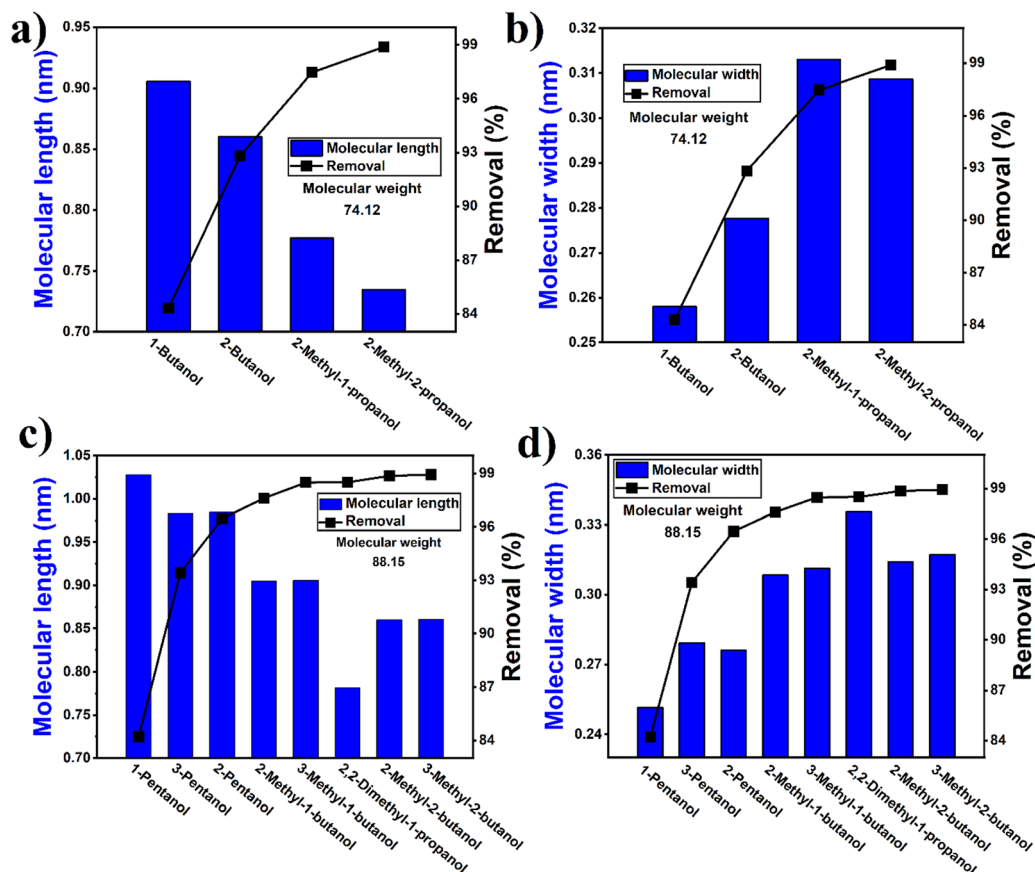 a)
Molecular length (nm)
0.95
0.90
0.85
0.80
0.75
0.70
Molecular length
Removal
Molecular weight
74.12
99
97
93
90
87
84
Removal (%)
1-Butanol
2-Butanol
2-Methyl-1-propanol
2-Methyl-2-propanol
b)
Molecular width (nm)
0.32
0.31
0.30
0.29
0.28
0.27
0.26
0.25
Molecular width
Removal
Molecular weight
74.12
99
97
93
90
87
84
Removal (%)
1-Butanol
2-Butanol
2-Methyl-1-propanol
2-Methyl-2-propanol
c)
Molecular length (nm)
1.05
1.00
0.95
0.90
0.85
0.80
0.75
0.70
Molecular length
Removal
Molecular weight
88.15
99
96
93
90
87
84
Removal (%)
1-Pentanol
3-Pentanol
2-Pentanol
2-Methyl-1-butanol
3-Methyl-1-butanol
2,2-Dimethyl-1-propanol
2-Methyl-2-butanol
3-Methyl-2-butanol
d)
Molecular width (nm)
0.36
0.33
0.30
0.27
0.24
Molecular width
Removal
Molecular weight
88.15
99
96
93
90
87
84
Removal (%)
1-Pentanol
3-Pentanol
2-Pentanol
2-Methyl-1-butanol
3-Methyl-1-butanol
2,2-Dimethyl-1-propanol
2-Methyl-2-butanol
3-Methyl-2-butanol